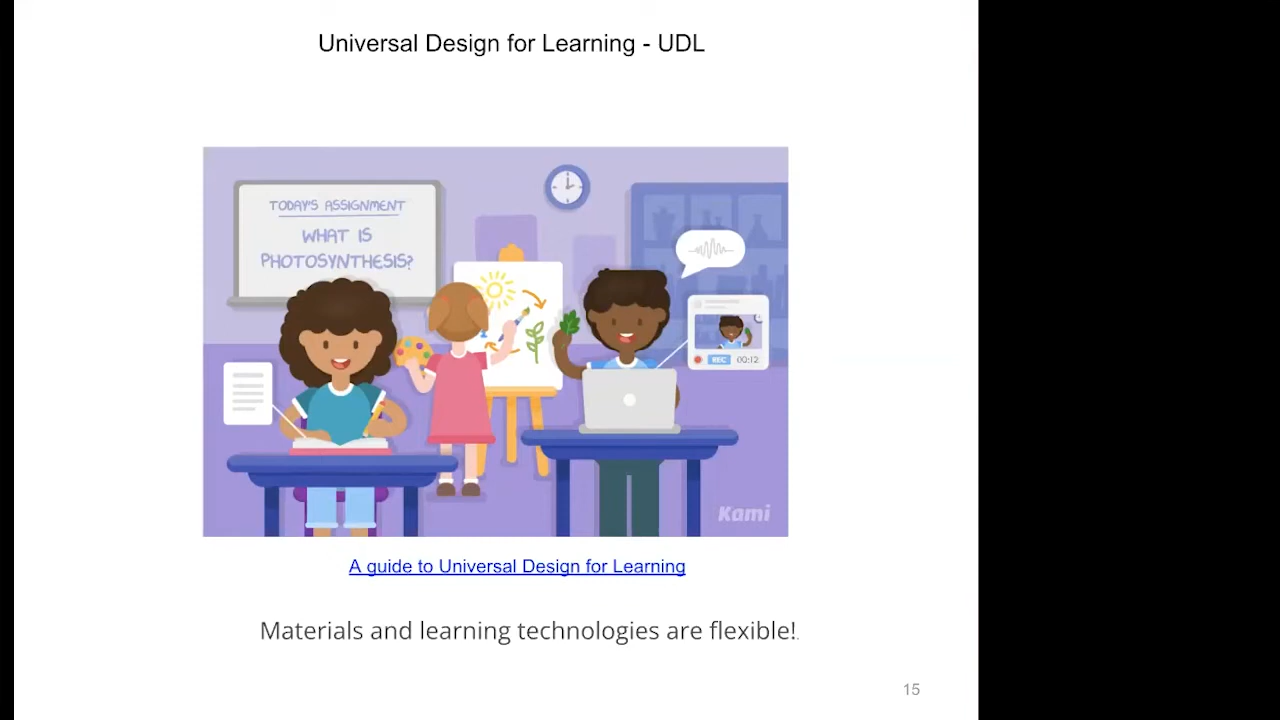 Universal Design for Learning - UDL
TODAY'S ASSIGNMENT
WHAT IS
PHOTOSYNTHESIS?
REC 00:12
Kami
A guide to Universal Design for Learning
Materials and learning technologies are flexible!.
15